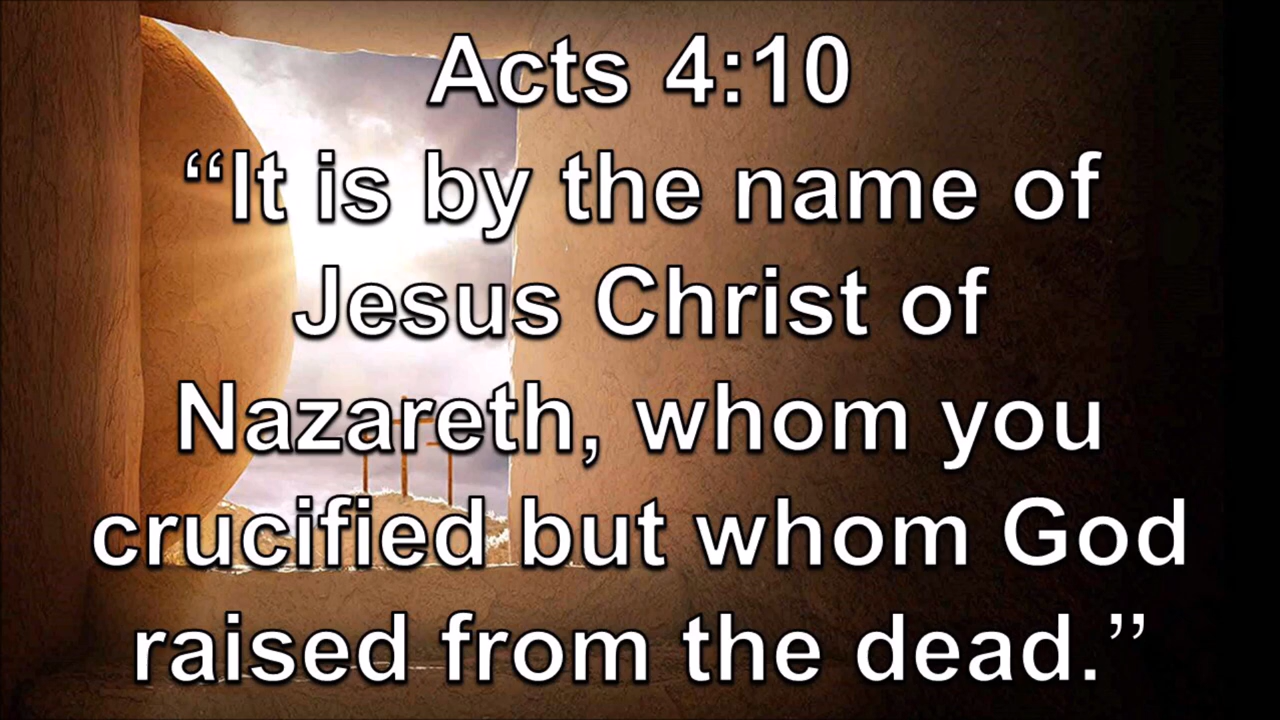 Acts 4:10
“It is by the name of
Jesus Christ of
Nazareth, whom you
crucified but whom God
raised from the dead.”